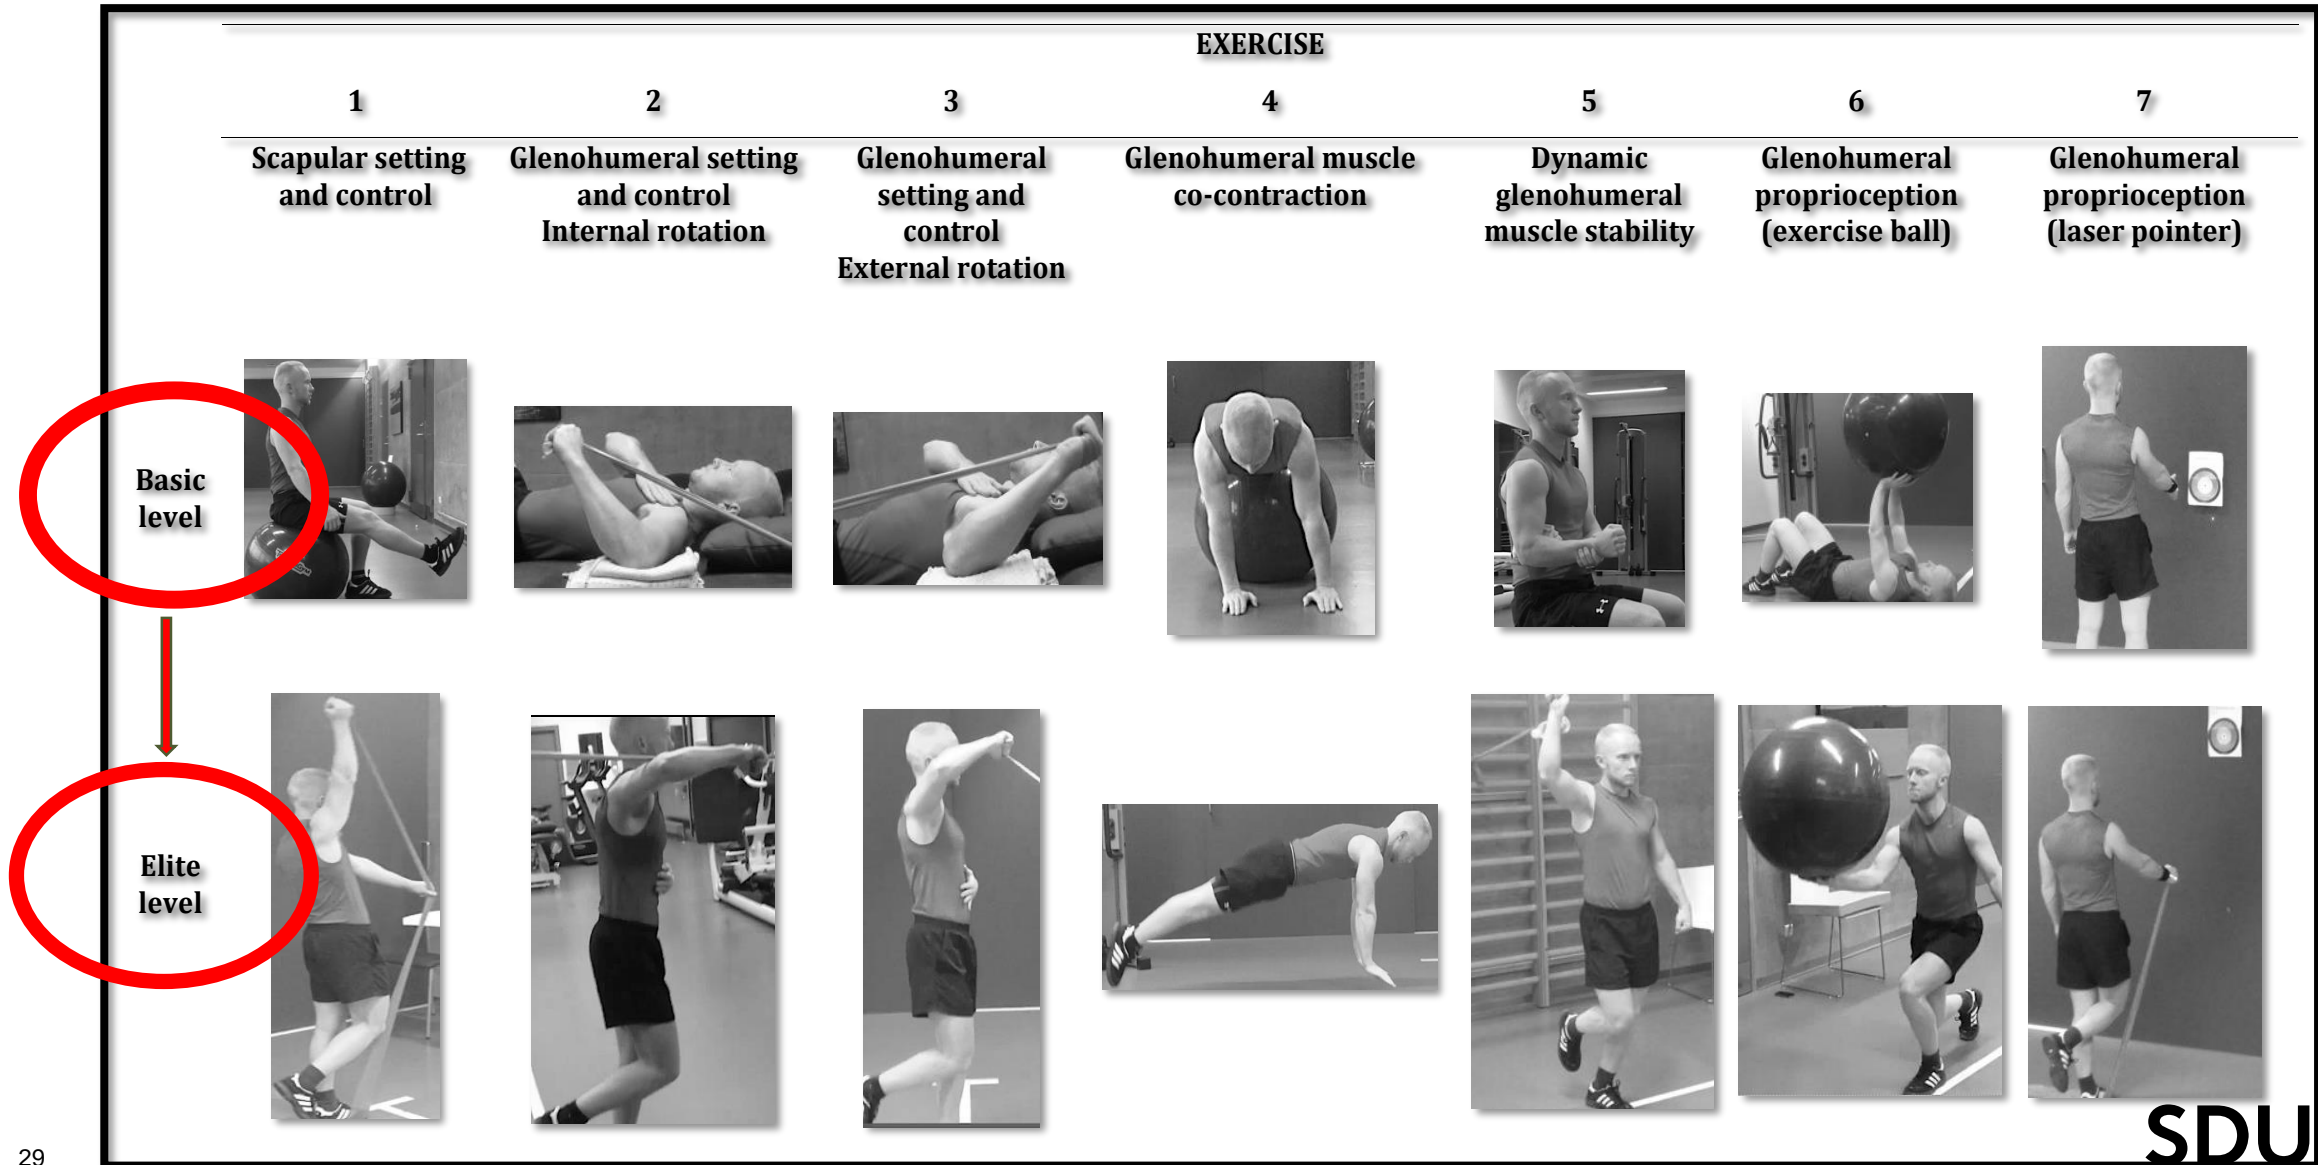 EXERCISE
1 2 3 4 5 6 7
Scapular setting
and control
Glenohumeral setting
and control
Internal rotation
Glenohumeral
setting and
control
External rotation
Glenohumeral muscle
co-contraction
Dynamic
glenohumeral
muscle stability
Glenohumeral
proprioception
(exercise ball)
Glenohumeral
proprioception
(laser pointer)
Basic
level
Elite
level
SDU
29